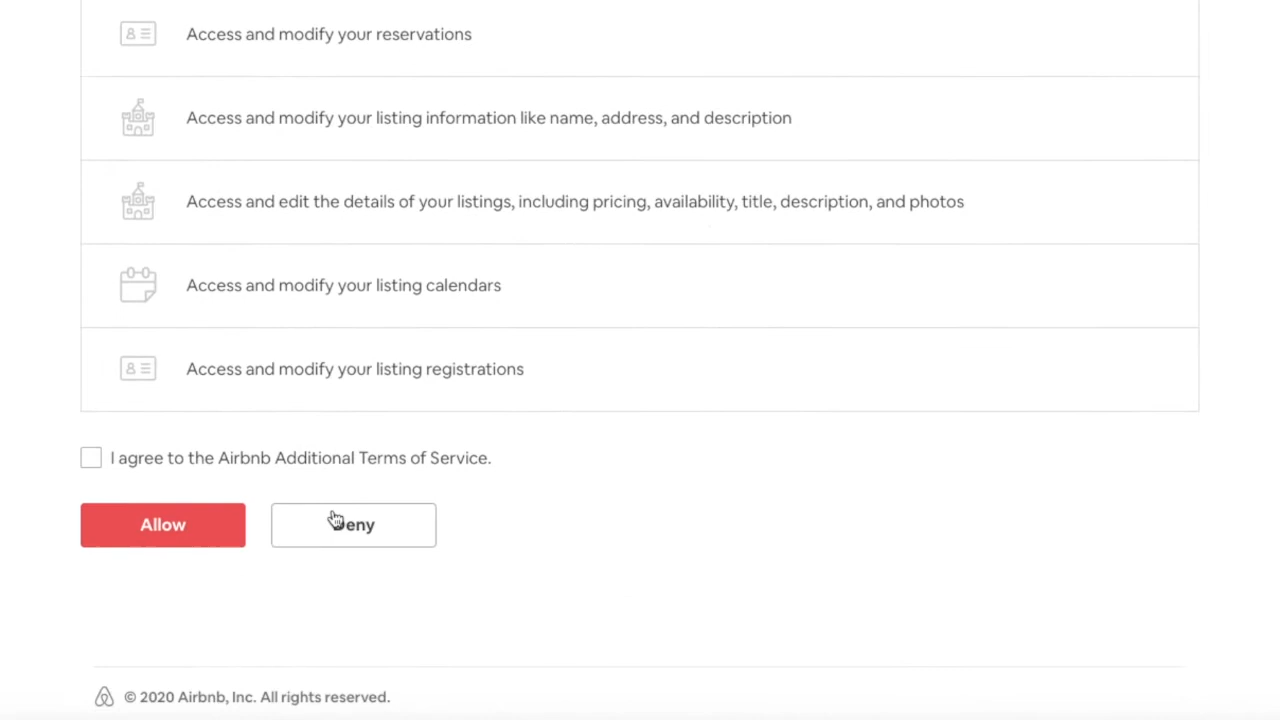 Access and modify your reservations
Access and modify your listing information like name, address, and description
Access and edit the details of your listings, including pricing, availability, title, description, and photos
Access and modify your listing calendars
Access and modify your listing registrations
I agree to the Airbnb Additional Terms of Service.
Allow
Deny
© 2020 Airbnb, Inc. All rights reserved.